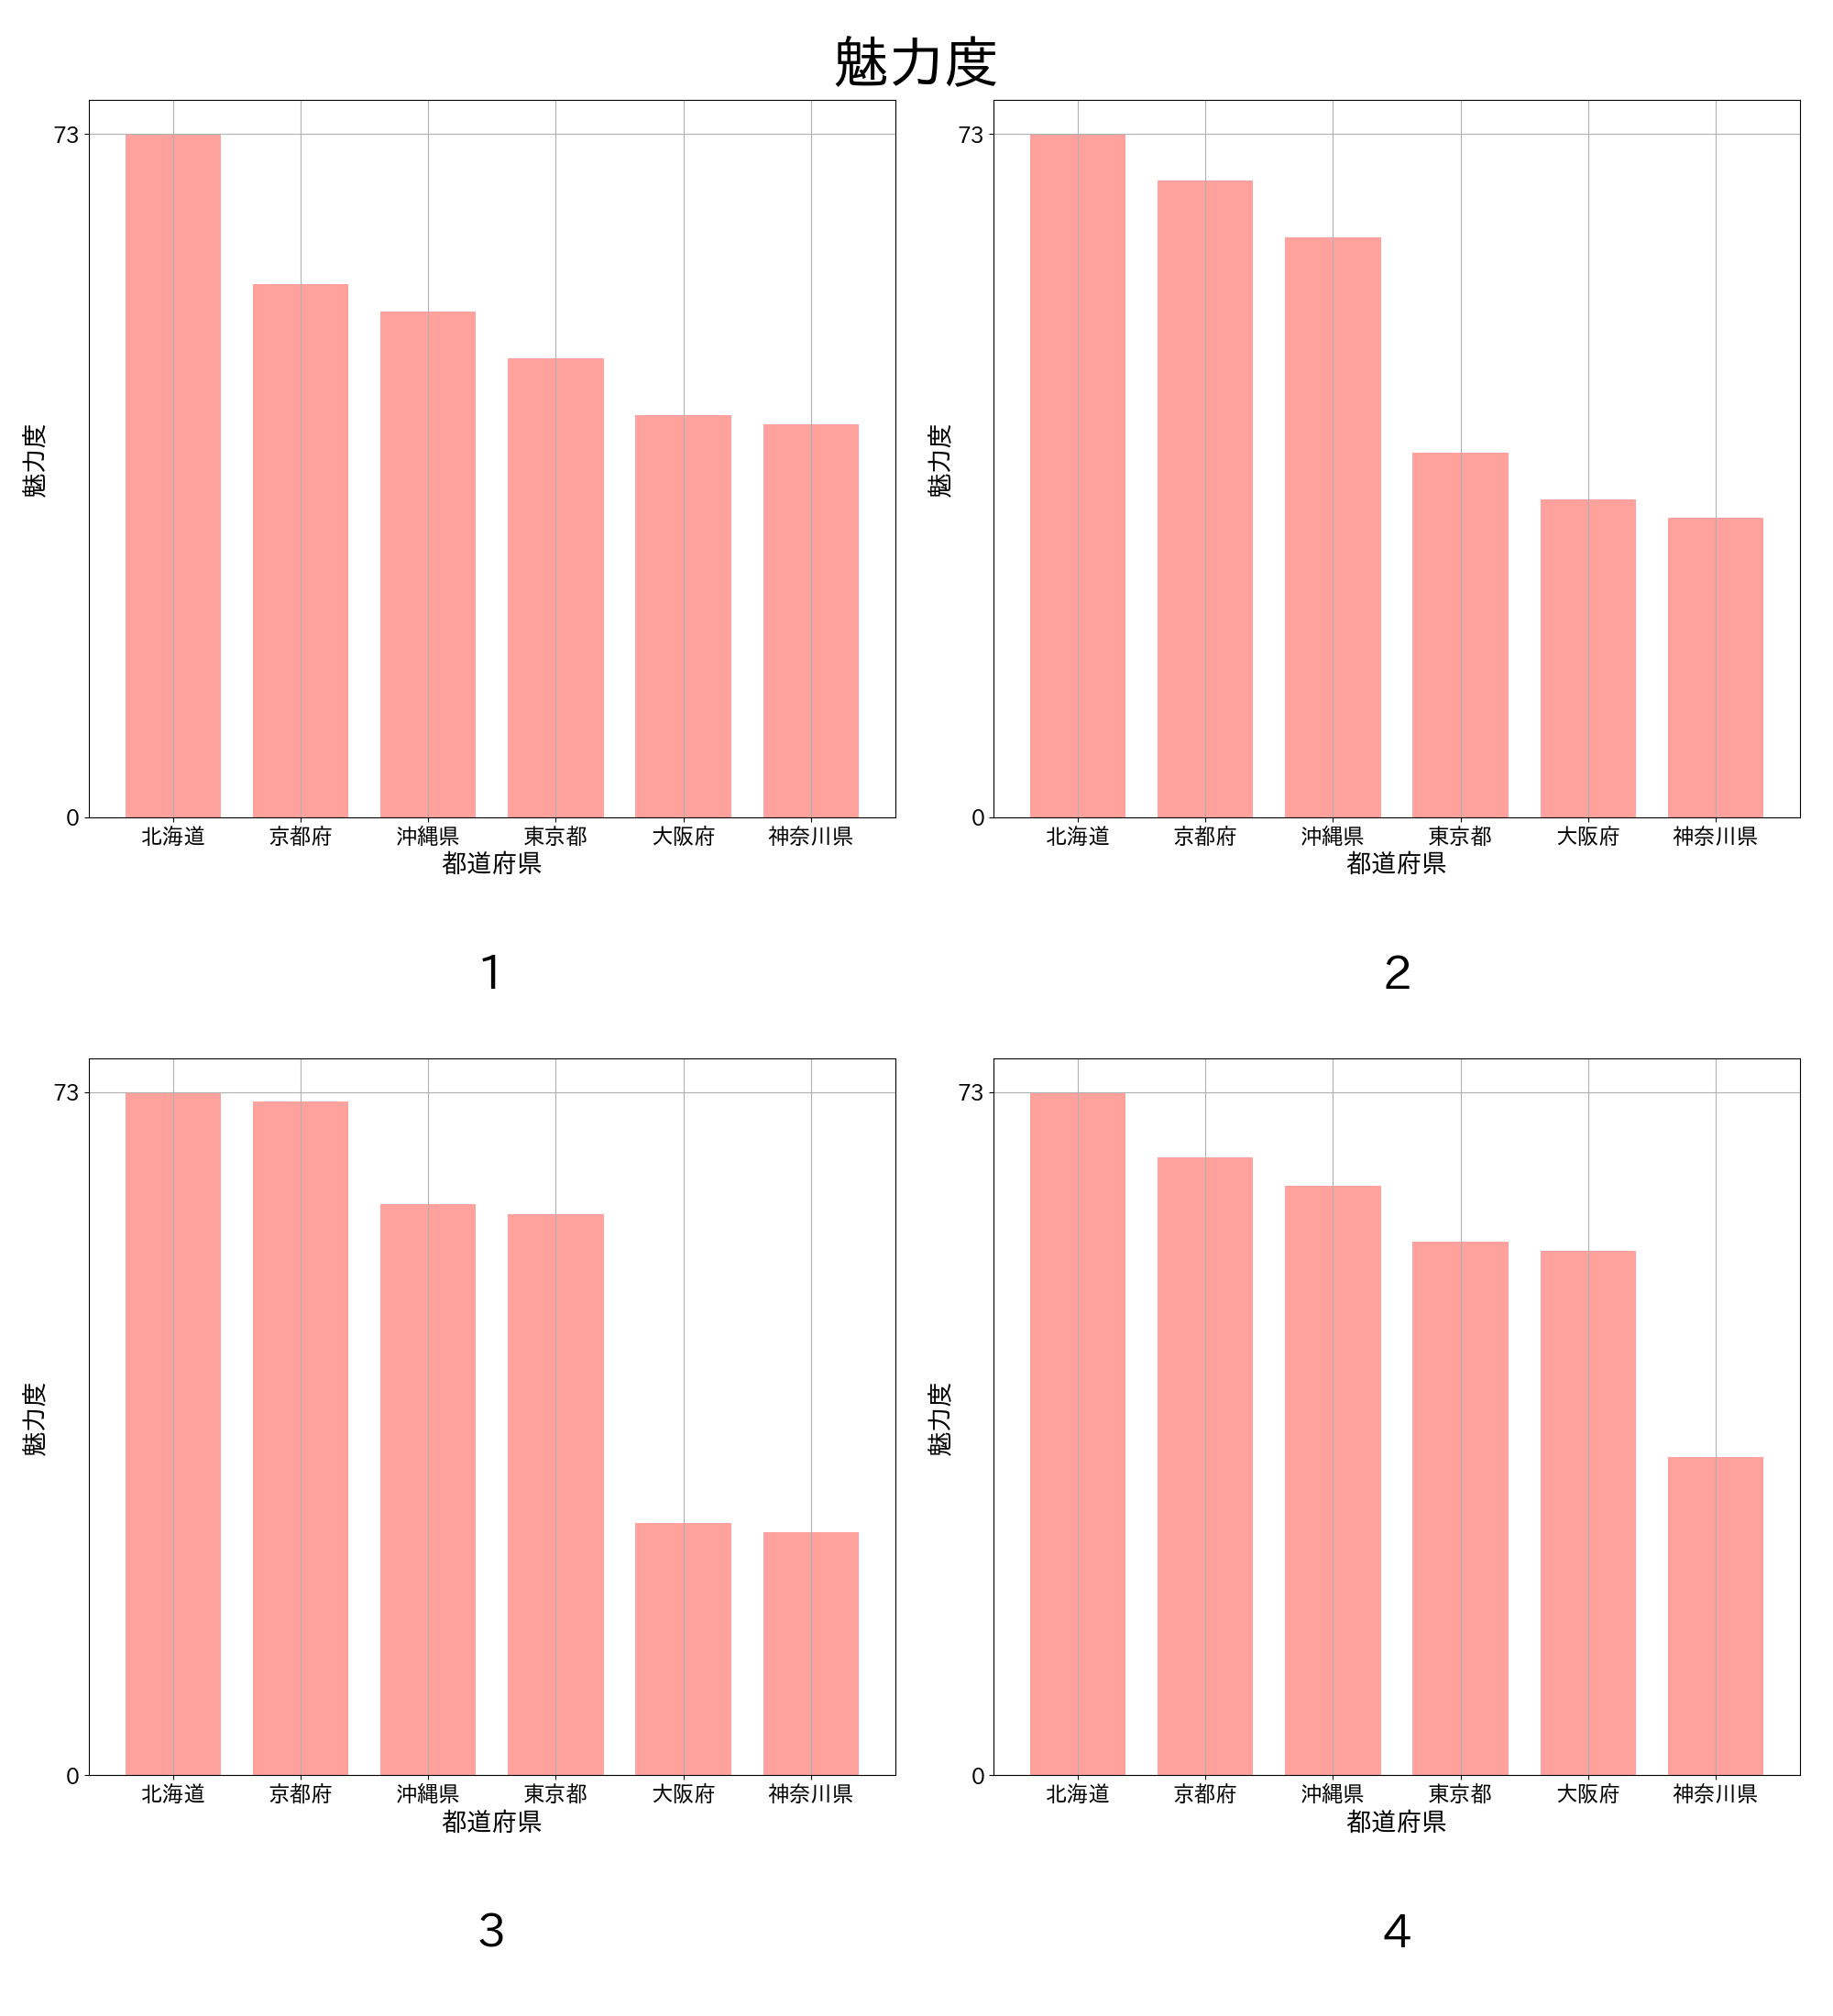 魅力度
73
0
魅力度
北海道 京都府 沖縄県 東京都 大阪府 神奈川県
都道府県
1
73
0
魅力度
北海道 京都府 沖縄県 東京都 大阪府 神奈川県
都道府県
2
73
0
魅力度
北海道 京都府 沖縄県 東京都 大阪府 神奈川県
都道府県
3
73
0
魅力度
北海道 京都府 沖縄県 東京都 大阪府 神奈川県
都道府県
4